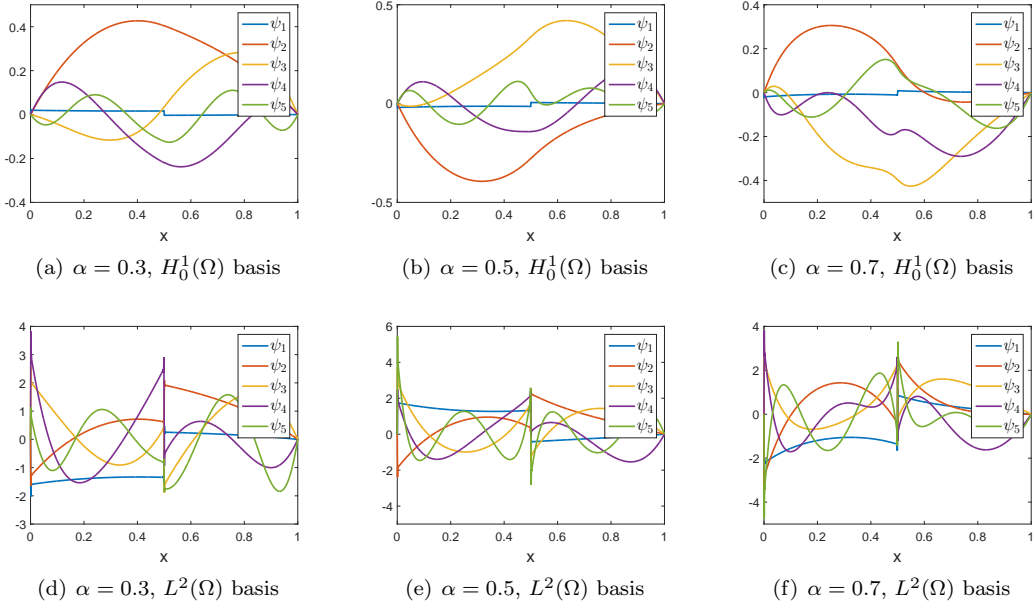 0.4
0.2
0
-0.2
-0.4
0 0.2 0.4 0.6 0.8 1
x
ψ1
ψ2
ψ3
ψ4
ψ5
(a) α = 0.3, H^1_0(Ω) basis
0.5
0
-0.5
0 0.2 0.4 0.6 0.8 1
x
ψ1
ψ2
ψ3
ψ4
ψ5
(b) α = 0.5, H^1_0(Ω) basis
0.4
0.2
0
-0.2
-0.4
0 0.2 0.4 0.6 0.8 1
x
ψ1
ψ2
ψ3
ψ4
ψ5
(c) α = 0.7, H^1_0(Ω) basis
4
3
2
1
0
-1
-2
-3
0 0.2 0.4 0.6 0.8 1
x
ψ1
ψ2
ψ3
ψ4
ψ5
(d) α = 0.3, L^2(Ω) basis
6
4
2
0
-2
-4
0 0.2 0.4 0.6 0.8 1
x
ψ1
ψ2
ψ3
ψ4
ψ5
(e) α = 0.5, L^2(Ω) basis
4
2
0
-2
-4
0 0.2 0.4 0.6 0.8 1
x
ψ1
ψ2
ψ3
ψ4
ψ5
(f) α = 0.7, L^2(Ω) basis